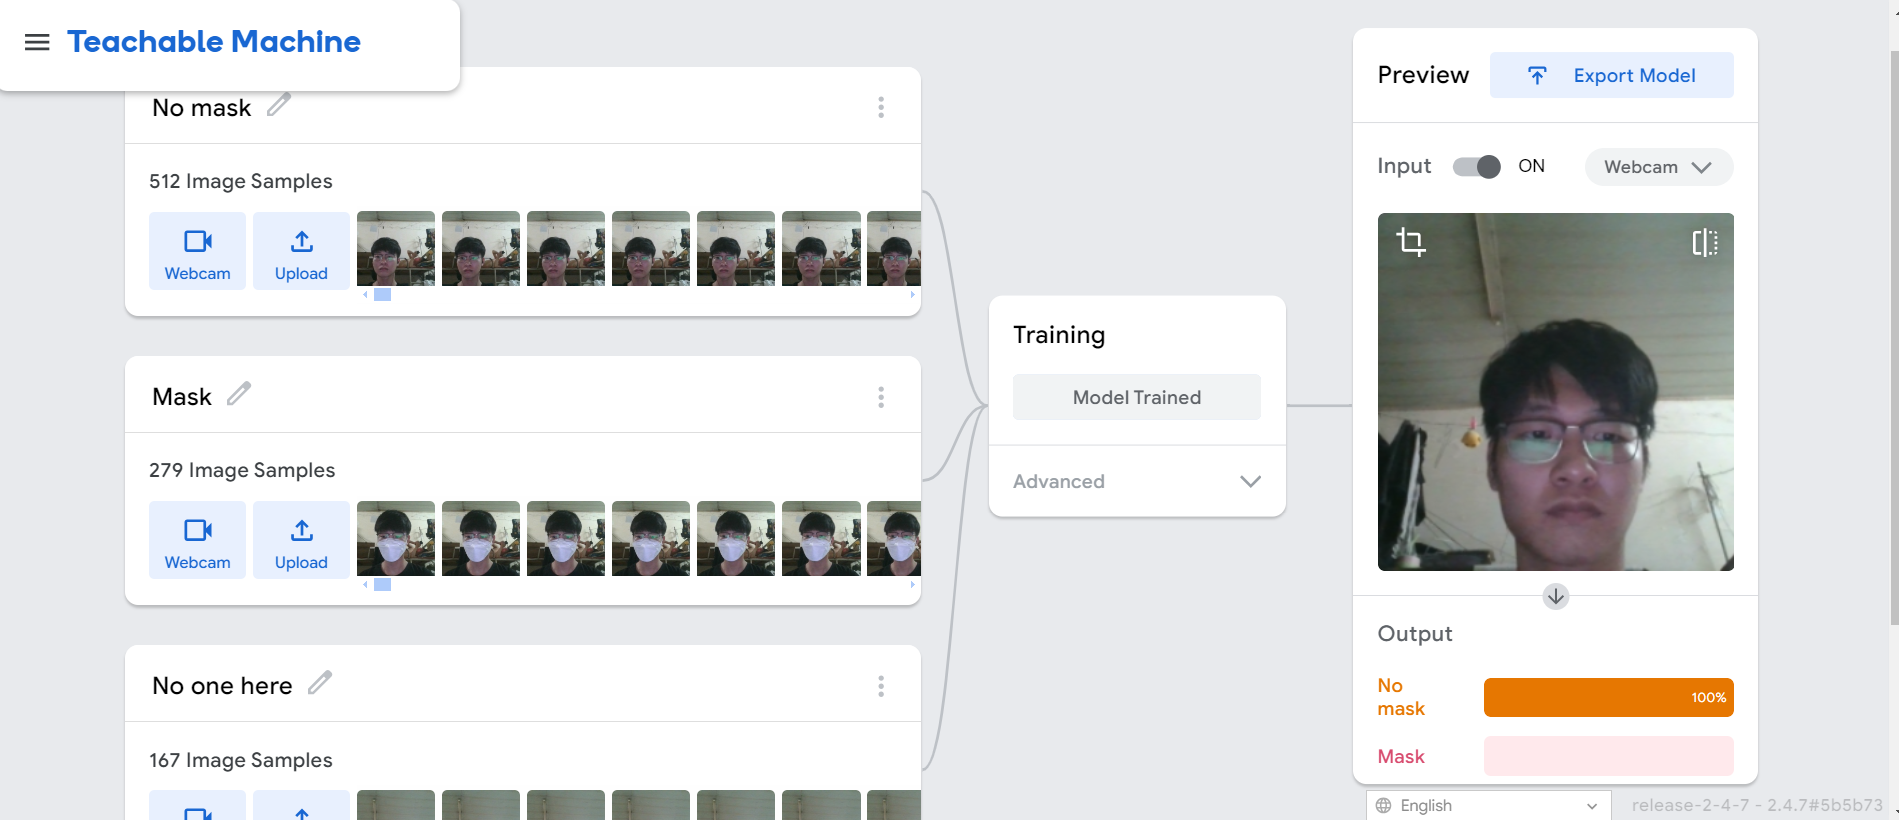 Teachable Machine
No mask
512 Image Samples
Webcam
Upload
Mask
279 Image Samples
Webcam
Upload
No one here
167 Image Samples
Training
Model Trained
Advanced
Preview
Export Model
Input
ON
Webcam
Output
No
mask
100%
Mask
English
release-2-4-7 - 2.4.7#5b5b73